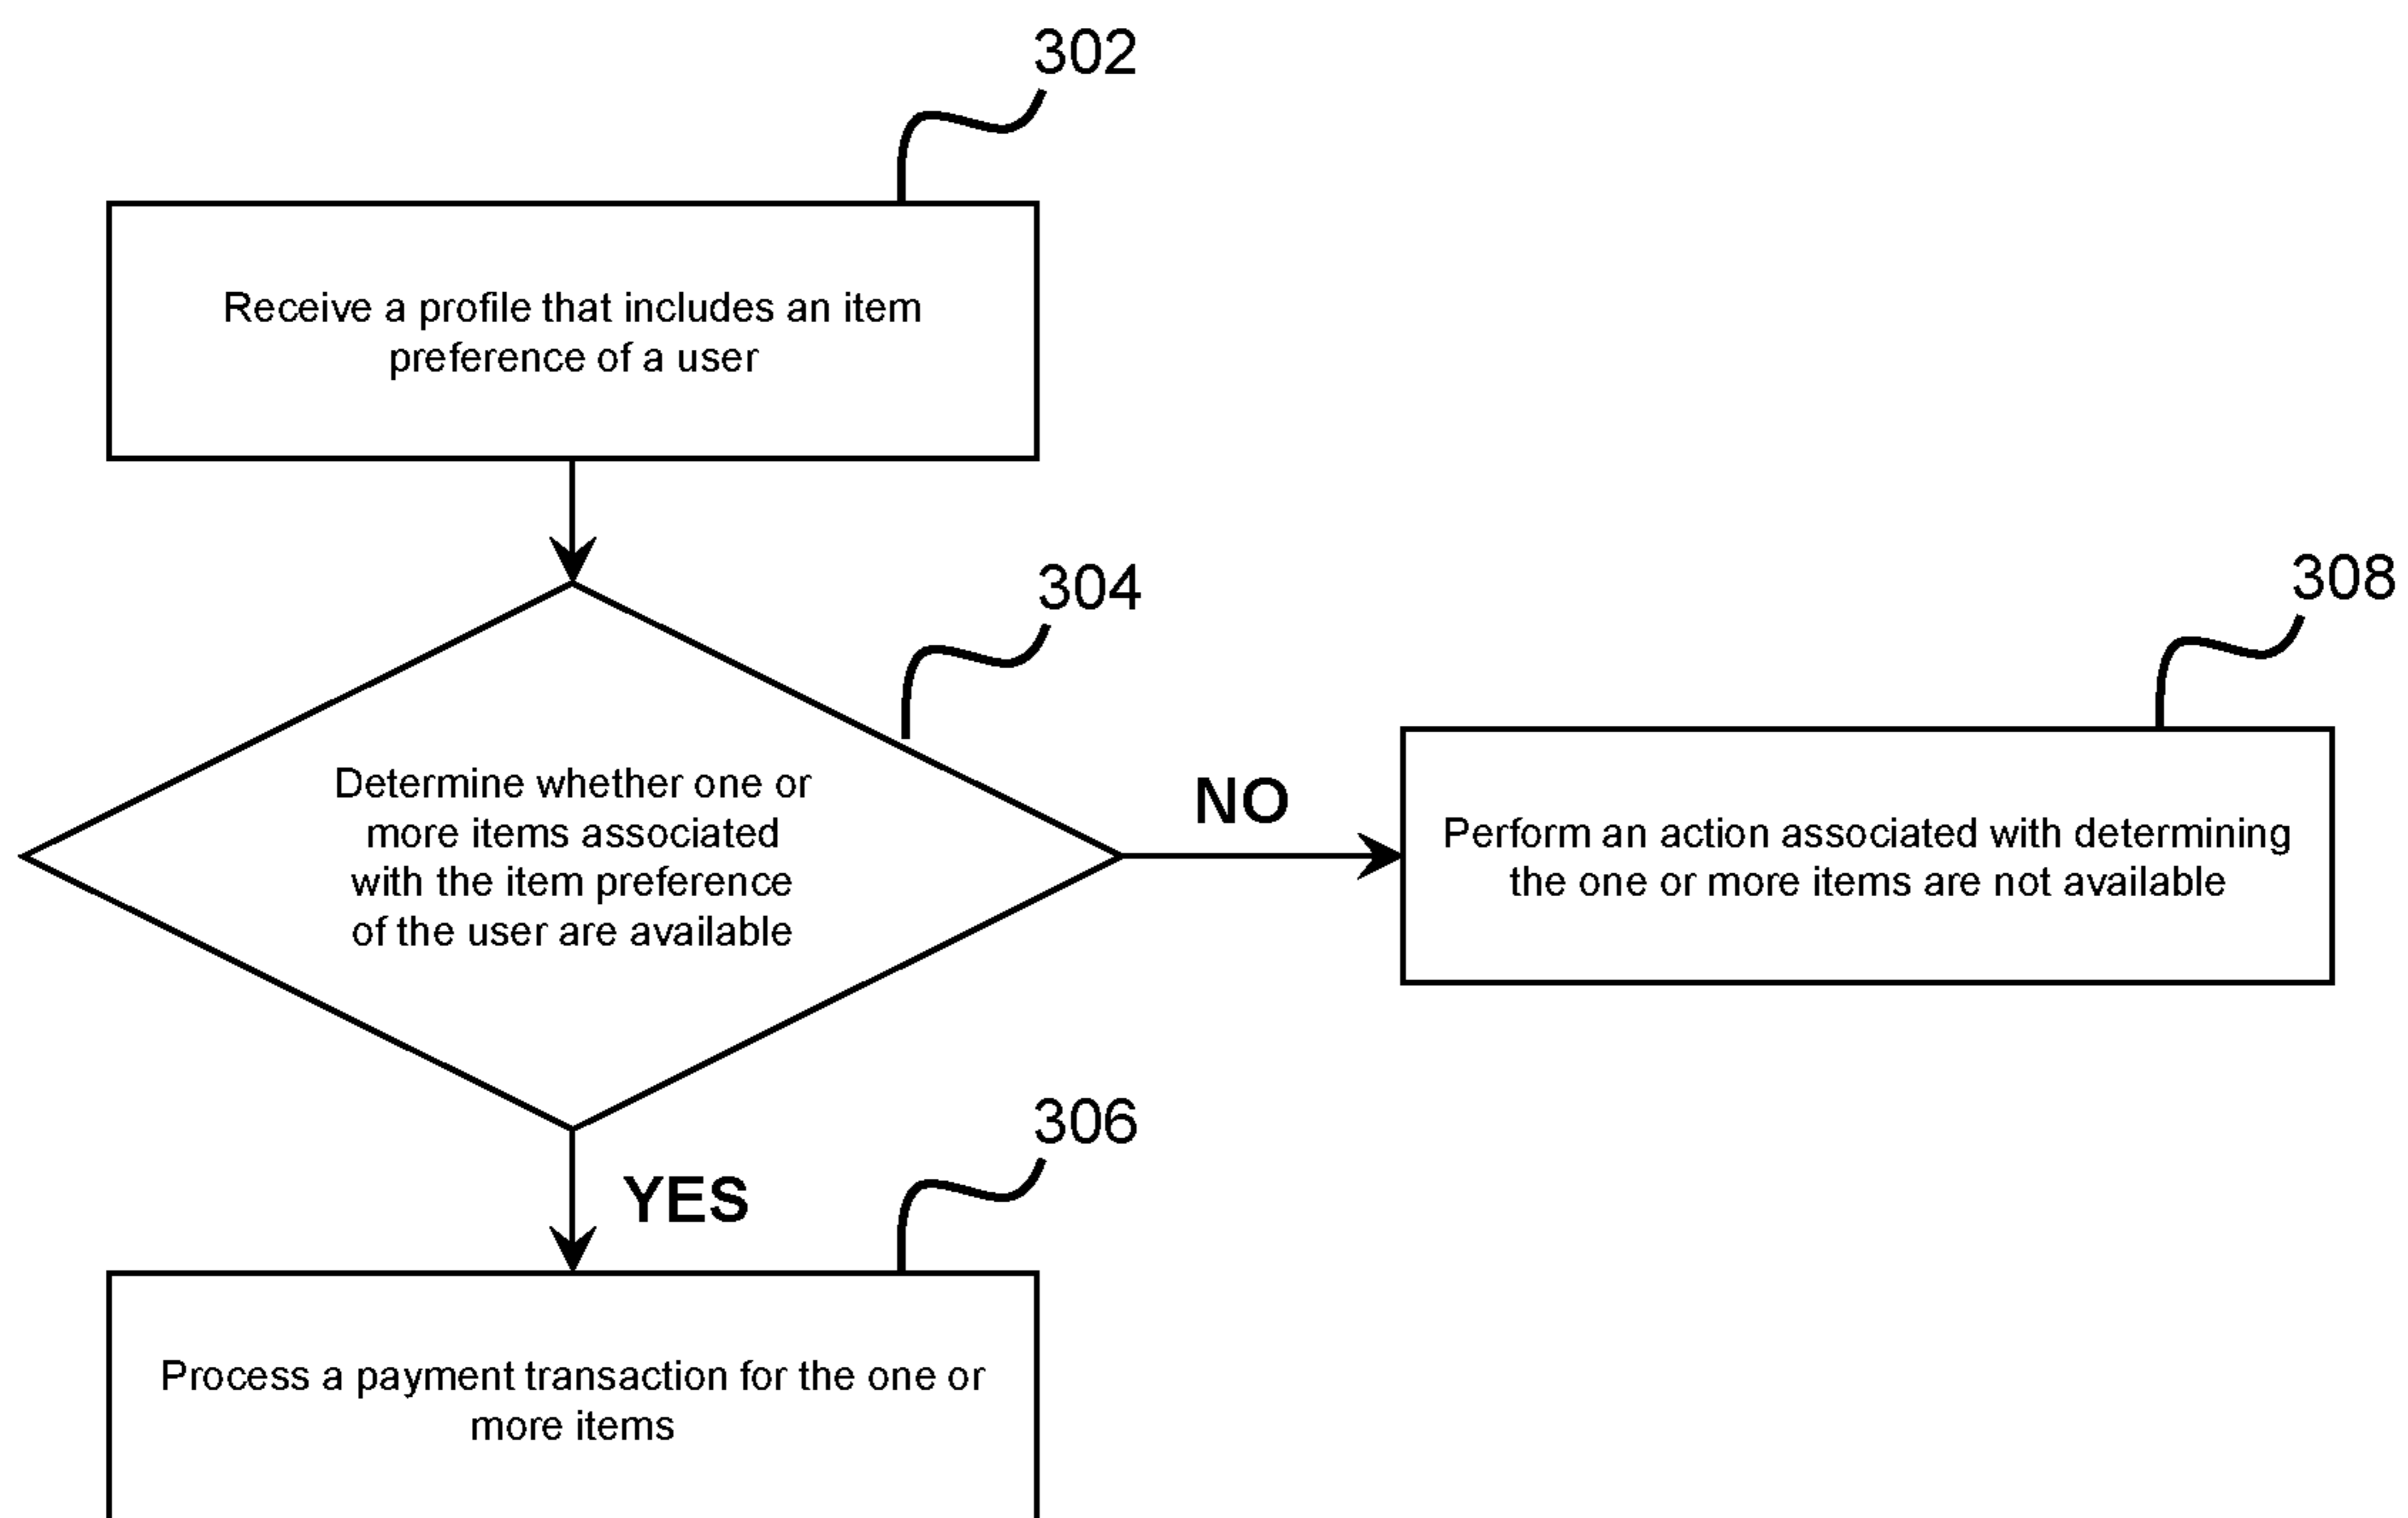 302
Receive a profile that includes an item
preference of a user
304
308
Determine whether one or
more items associated
with the item preference
of the user are available
NO
Perform an action associated with determining
the one or more items are not available
306
YES
Process a payment transaction for the one or
more items